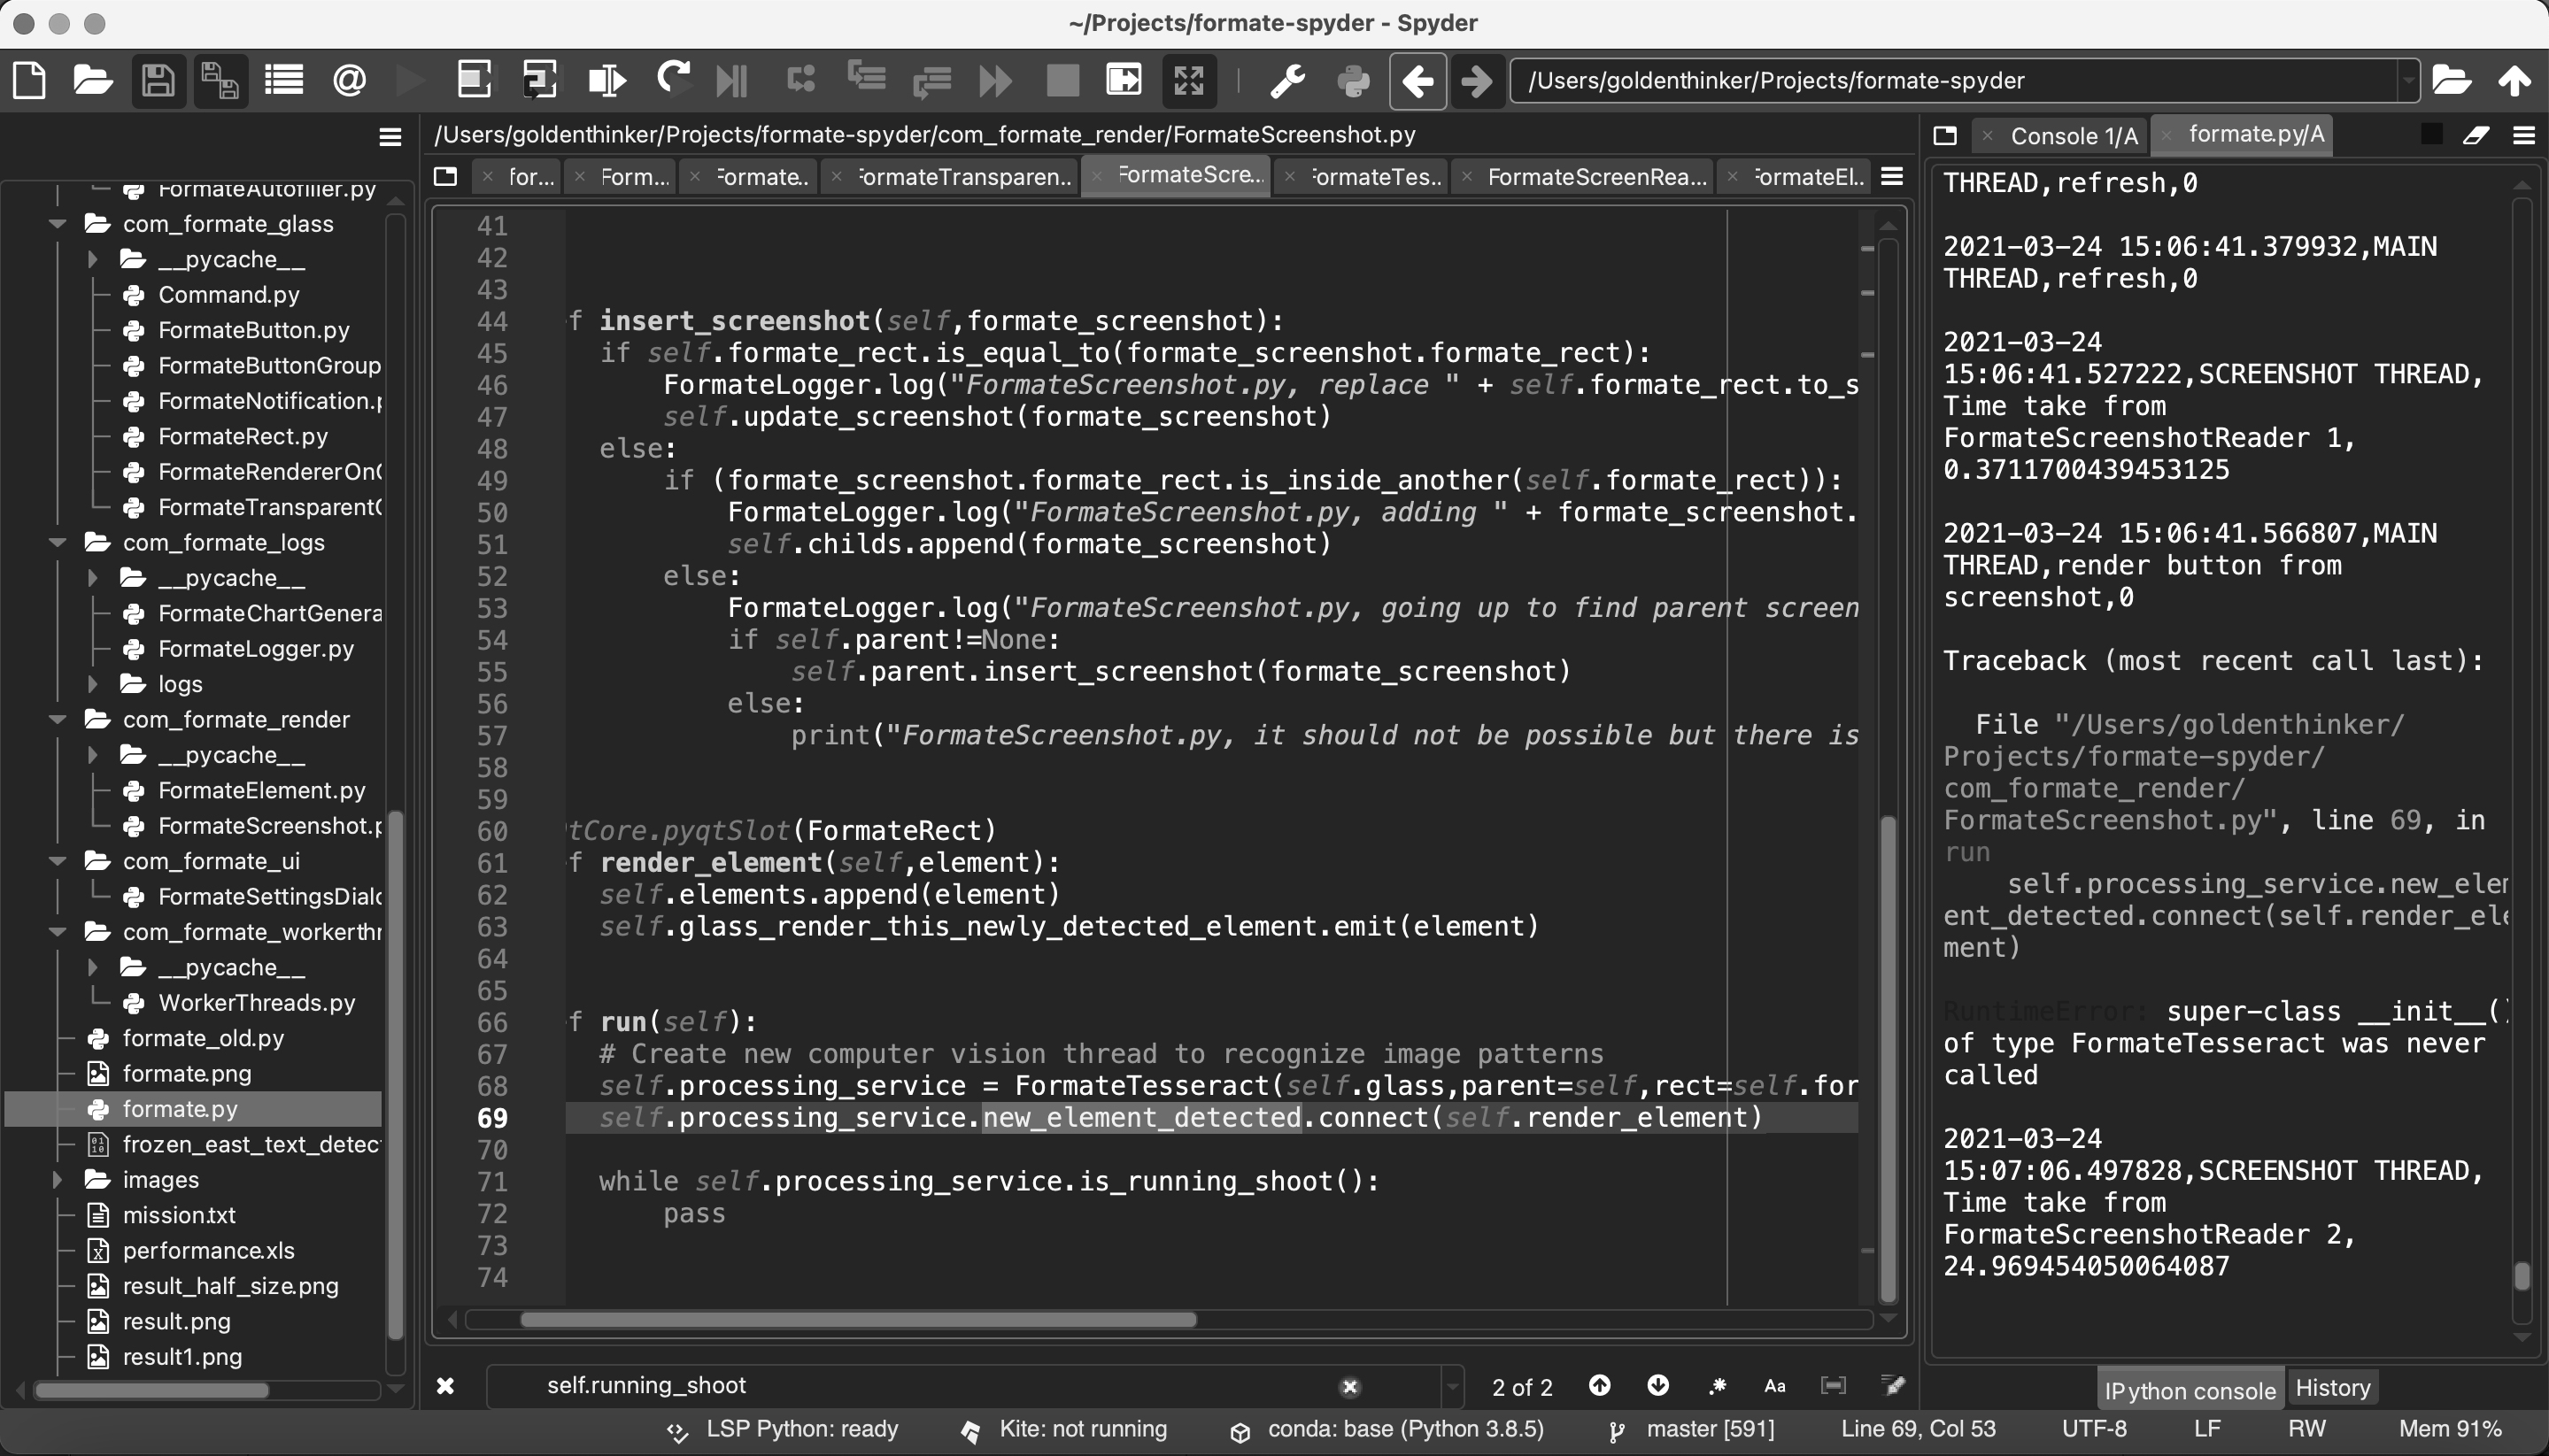 ~/Projects/formate-spyder - Spyder
/Users/goldenthinker/Projects/formate-spyder
/Users/goldenthinker/Projects/formate-spyder/com_formate_render/FormateScreenshot.py
for...
Form...
Formate..
FormateTransparen..
FormateScre...
FormateTes..
FormateScreenRea...
FormateEl..
FormateAutofiller.py
com_formate_glass
__pycache__
Command.py
FormateButton.py
FormateButtonGroup
FormateNotification.p
FormateRect.py
FormateRendererOnG
FormateTransparentG
com_formate_logs
__pycache__
FormateChartGenera
FormateLogger.py
logs
com_formate_render
__pycache__
FormateElement.py
FormateScreenshot.p
com_formate_ui
FormateSettingsDialo
com_formate_workerthr
__pycache__
WorkerThreads.py
formate_old.py
formate.png
formate.py
frozen_east_text_detec
images
mission.txt
performance.xls
result_half_size.png
result.png
result1.png
41
42
43
44 f insert_screenshot(self,formate_screenshot):
45 if self.formate_rect.is_equal_to(formate_screenshot.formate_rect):
46 FormateLogger.log("FormateScreenshot.py, replace " + self.formate_rect.to_s
47 self.update_screenshot(formate_screenshot)
48 else:
49 if (formate_screenshot.formate_rect.is_inside_another(self.formate_rect)):
50 FormateLogger.log("FormateScreenshot.py, adding " + formate_screenshot.
51 self.childs.append(formate_screenshot)
52 else:
53 FormateLogger.log("FormateScreenshot.py, going up to find parent screen
54 if self.parent!=None:
55 self.parent.insert_screenshot(formate_screenshot)
56 else:
57 print("FormateScreenshot.py, it should not be possible but there is
58
59
60 tCore.pyqtSlot(FormateRect)
61 f render_element(self,element):
62 self.elements.append(element)
63 self.glass_render_this_newly_detected_element.emit(element)
64
65
66 f run(self):
67 # Create new computer vision thread to recognize image patterns
68 self.processing_service = FormateTesseract(self.glass,parent=self,rect=self.for
69 self.processing_service.new_element_detected.connect(self.render_element)
70
71 while self.processing_service.is_running_shoot():
72 pass
73
74
self.running_shoot
2 of 2
Aa
Console 1/A
formate.py/A
THREAD,refresh,0
2021-03-24 15:06:41.379932,MAIN
THREAD,refresh,0
2021-03-24
15:06:41.527222,SCREENSHOT THREAD,
Time take from
FormateScreenshotReader 1,
0.3711700439453125
2021-03-24 15:06:41.566807,MAIN
THREAD,render button from
screenshot,0
Traceback (most recent call last):
File "/Users/goldenthinker/
Projects/formate-spyder/
com_formate_render/
FormateScreenshot.py", line 69, in
run
self.processing_service.new_elem
ent_detected.connect(self.render_ele
ment)
RuntimeError: super-class __init__()
of type FormateTesseract was never
called
2021-03-24
15:07:06.497828,SCREENSHOT THREAD,
Time take from
FormateScreenshotReader 2,
24.969454050064087
IPython console
History
LSP Python: ready
Kite: not running
conda: base (Python 3.8.5)
master [591]
Line 69, Col 53
UTF-8
LF
RW
Mem 91%